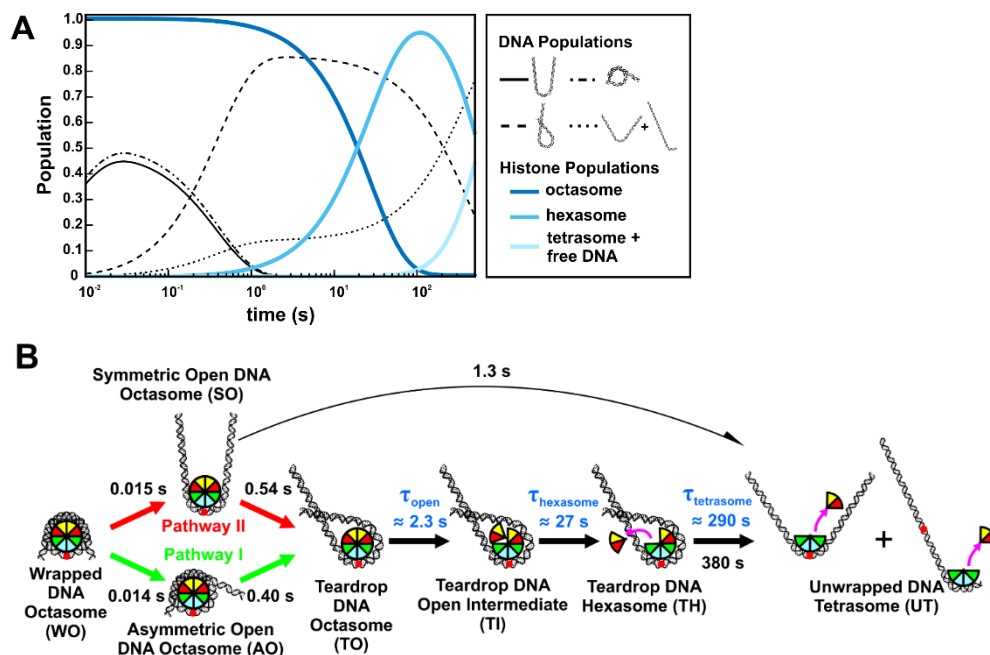 A
1.0
0.9
0.8
0.7
0.6
0.5
0.4
0.3
0.2
0.1
0
Population
10-2
10-1
100
101
102
time (s)
DNA Populations
+
Histone Populations
octasome
hexasome
tetrasome +
free DNA
B
Symmetric Open DNA
Octasome (SO)
1.3 s
0.015 s
0.54 s
Pathway II
Pathway I
0.014 s
0.40 s
Wrapped
DNA
Octasome
(WO)
Asymmetric Open
DNA Octasome (AO)
τopen
≈ 2.3 s
τhexasome
≈ 27 s
τtetrasome
≈ 290 s
380 s
+
Teardrop
DNA
Octasome
(TO)
Teardrop DNA
Open Intermediate
(TI)
Teardrop DNA
Hexasome (TH)
Unwrapped DNA
Tetrasome (UT)